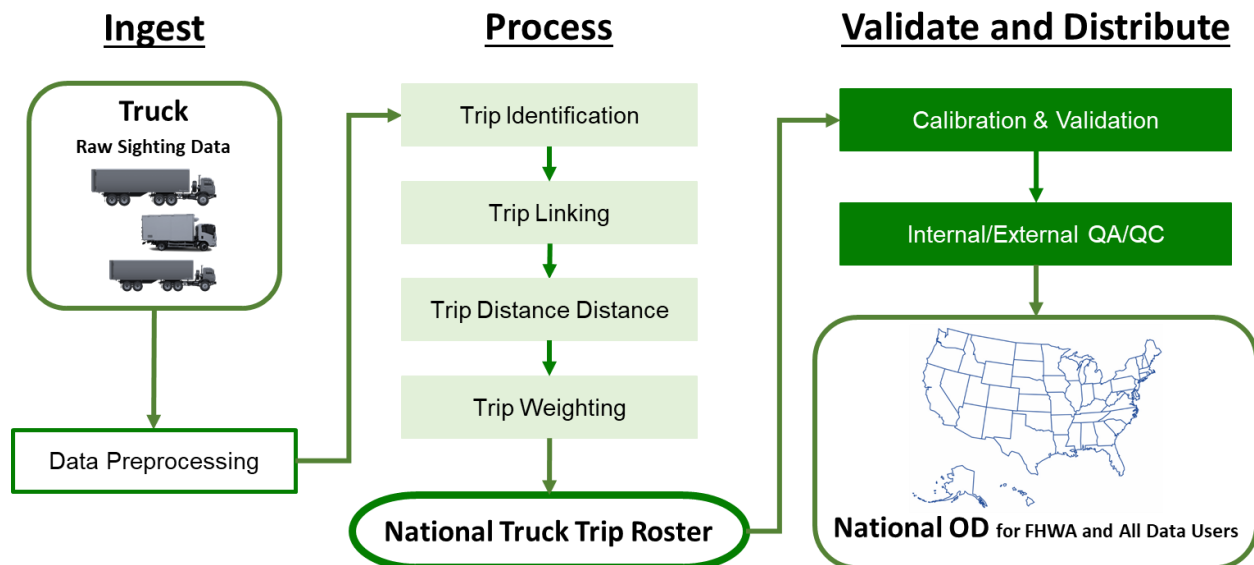 Ingest
Truck
Raw Sighting Data
Data Preprocessing
Process
Trip Identification
Trip Linking
Trip Distance Distance
Trip Weighting
National Truck Trip Roster
Validate and Distribute
Calibration & Validation
Internal/External QA/QC
National OD for FHWA and All Data Users